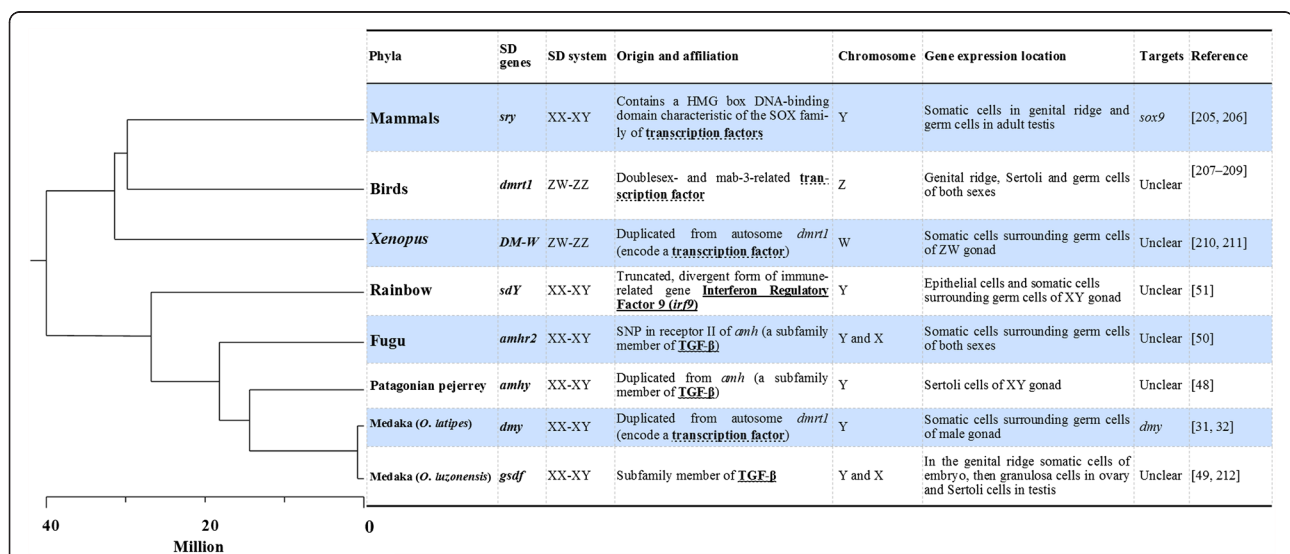 Phyla
SD
genes
SD system
Origin and affiliation
Chromosome
Gene expression location
Targets
Reference
Mammals
sry
XX-XY
Contains a HMG box DNA-binding
domain characteristic of the SOX fami-
ly of transcription factors
Y
Somatic cells in genital ridge and
germ cells in adult testis
sox9
[205, 206]
Birds
dmrt1
ZW-ZZ
Doublesex- and mab-3-related tran-
scription factor
Z
Genital ridge, Sertoli and germ cells
of both sexes
Unclear
[207–209]
Xenopus
DM-W
ZW-ZZ
Duplicated from autosome dmrt1
(encode a transcription factor)
W
Somatic cells surrounding germ cells
of ZW gonad
Unclear
[210, 211]
Rainbow
sdY
XX-XY
Truncated, divergent form of immune-
related gene Interferon Regulatory
Factor 9 (irf9)
Y
Epithelial cells and somatic cells
surrounding germ cells of XY gonad
Unclear
[51]
Fugu
amhr2
XX-XY
SNP in receptor II of amh (a subfamily
member of TGF-β)
Y and X
Somatic cells surrounding germ cells
of both sexes
Unclear
[50]
Patagonian pejerrey
amhy
XX-XY
Duplicated from amh (a subfamily
member of TGF-β)
Y
Sertoli cells of XY gonad
Unclear
[48]
Medaka (O. latipes)
dmy
XX-XY
Duplicated from autosome dmrt1
(encode a transcription factor)
Y
Somatic cells surrounding germ cells
of male gonad
dmy
[31, 32]
Medaka (O. luzonensis)
gsdf
XX-XY
Subfamily member of TGF-β
Y and X
In the genital ridge somatic cells of
embryo, then granulosa cells in ovary
and Sertoli cells in testis
Unclear
[49, 212]
40
20
0
Million